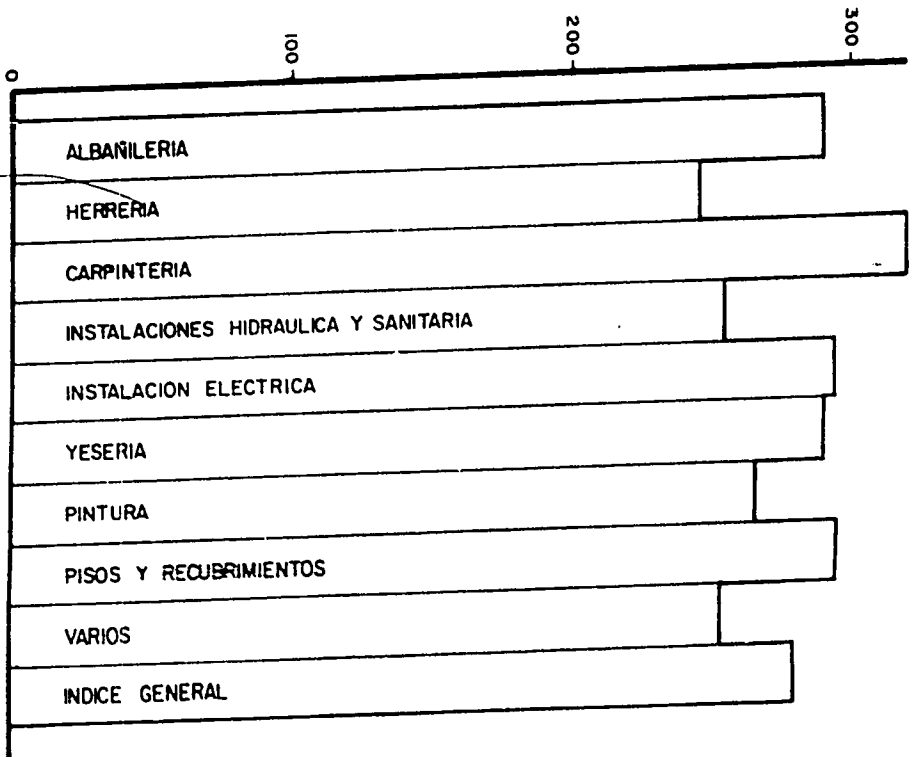 0
100
200
300
ALBAÑILERIA
HERRERIA
CARPINTERIA
INSTALACIONES HIDRAULICA Y SANITARIA
INSTALACION ELECTRICA
YESERIA
PINTURA
PISOS Y RECUBRIMIENTOS
VARIOS
INDICE GENERAL